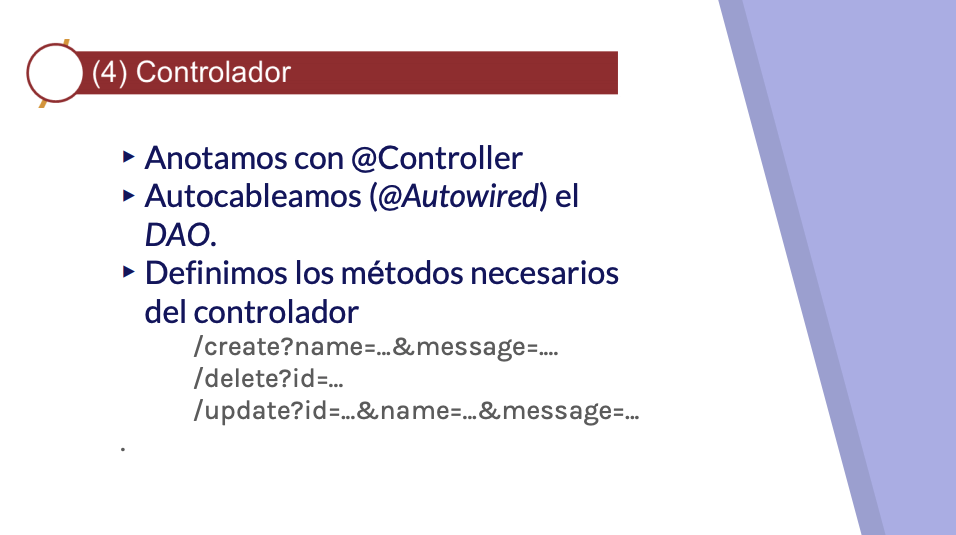 (4) Controlador
▸ Anotamos con @Controller
▸ Autocableamos (@Autowired) el
DAO.
▸ Definimos los métodos necesarios
del controlador
/create?name=…&message=….
/delete?id=…
/update?id=…&name=…&message=…
.